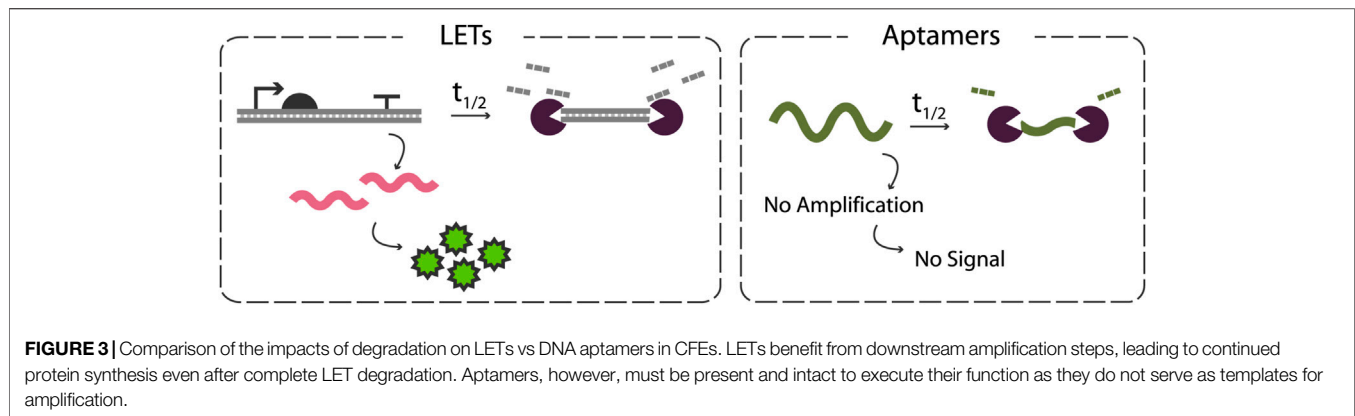 LETs
t1/2
Aptamers
t1/2
No Amplification
No Signal
FIGURE 3 | Comparison of the impacts of degradation on LETs vs DNA aptamers in CFEs. LETs benefit from downstream amplification steps, leading to continued
protein synthesis even after complete LET degradation. Aptamers, however, must be present and intact to execute their function as they do not serve as templates for
amplification.